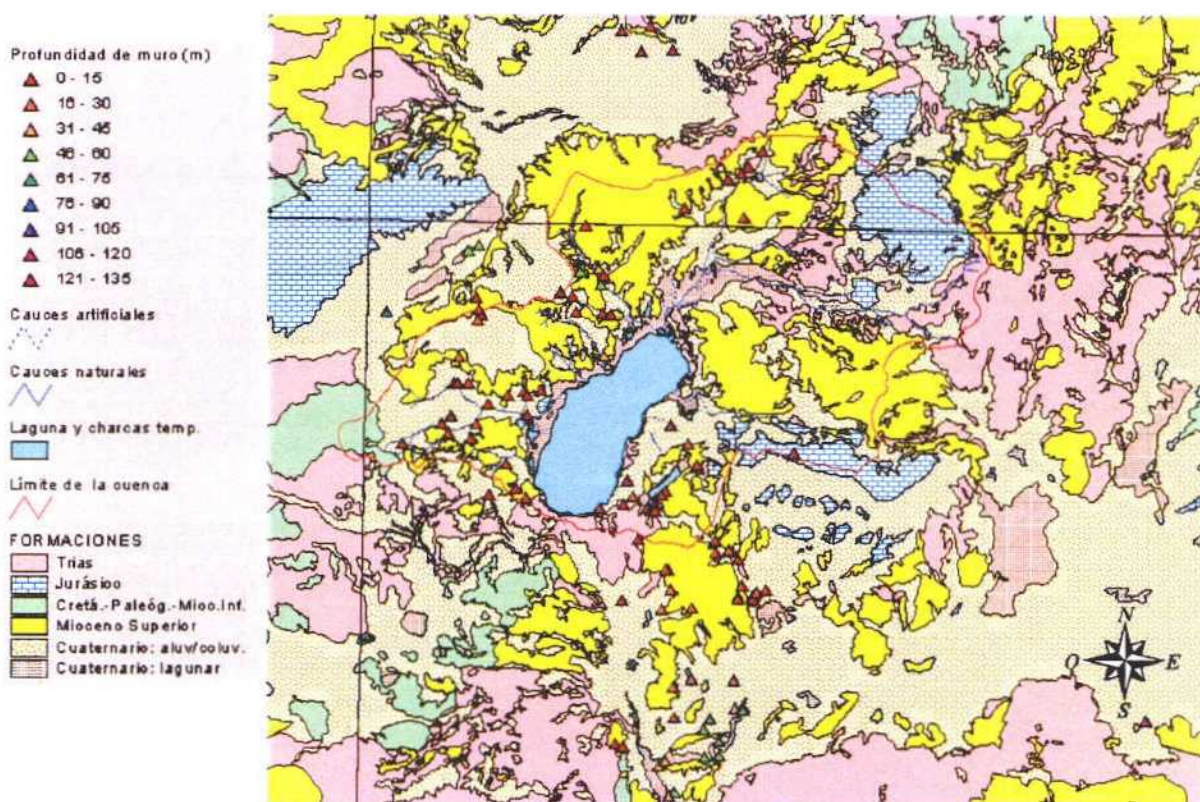 Profundidad de muro (m)
0 - 15
16 - 30
31 - 45
46 - 60
61 - 75
76 - 90
91 - 105
106 - 120
121 - 135
Cauces artificiales
Cauces naturales
Laguna y charcas temp.
Límite de la cuenca
FORMACIONES
Trias
Jurásico
Cretá.-Paleóg.-Mioc.Inf.
Mioceno Superior
Cuaternario: aluv/coluv.
Cuaternario: lagunar
N
O E
S